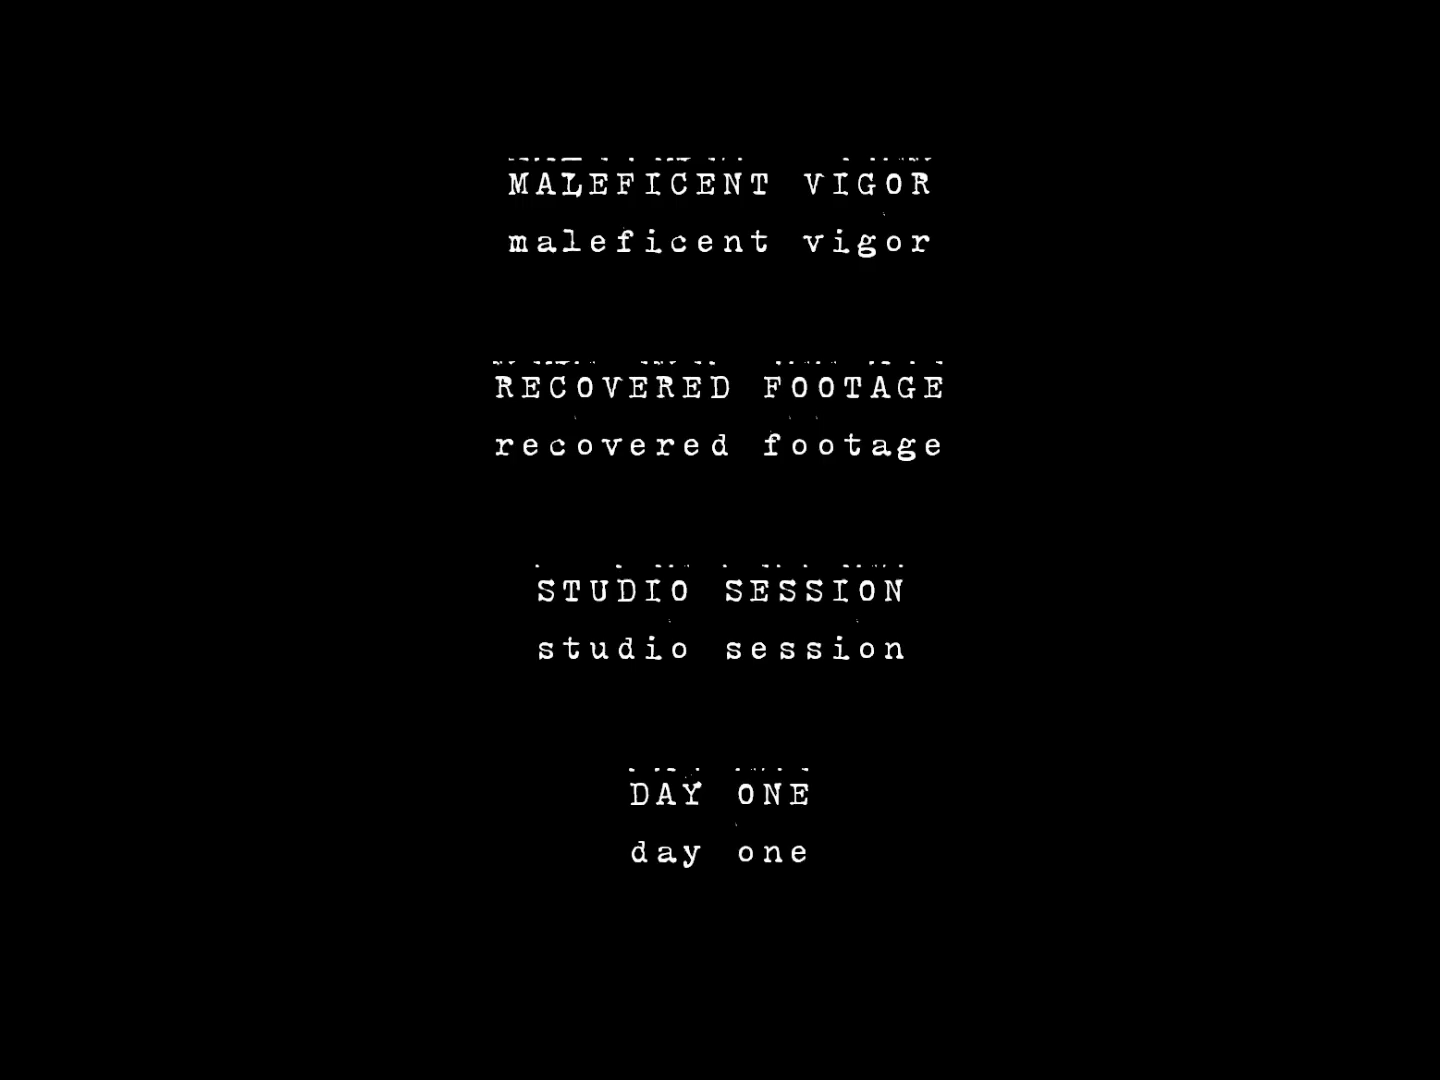 MALEFICENT VIGOR
maleficent vigor
RECOVERED FOOTAGE
recovered footage
STUDIO SESSION
studio session
DAY ONE
day one